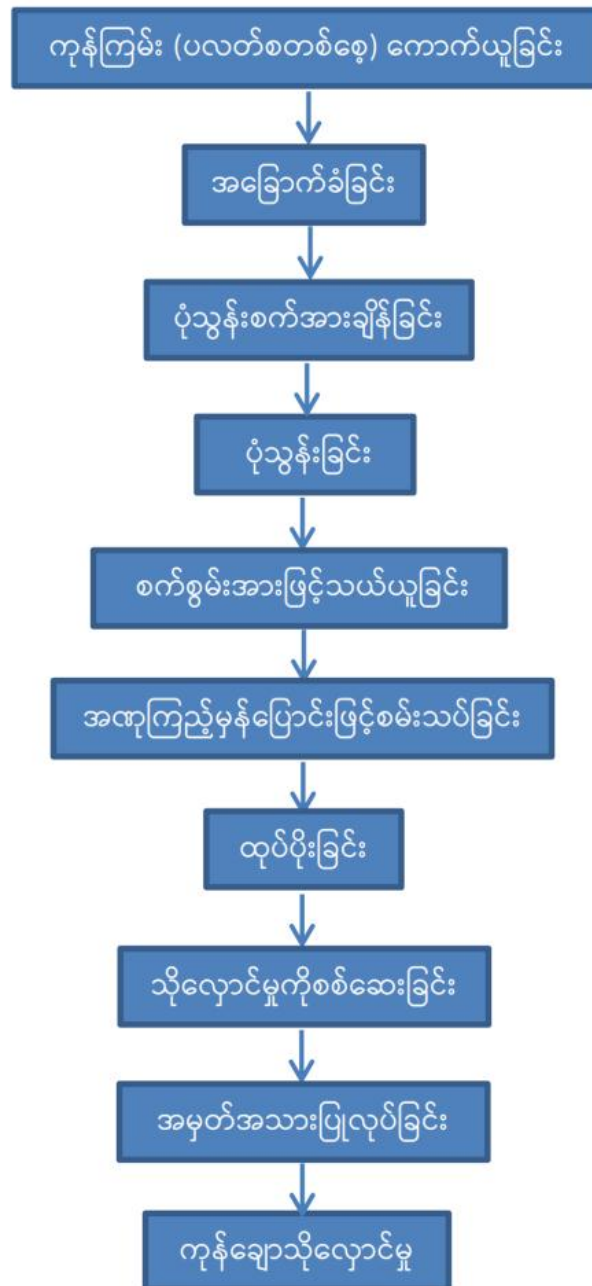 ကုန်ကြမ်း (ပလတ်စတစ်စေ့) ကောက်ယူခြင်း
အခြောက်ခံခြင်း
ပုံသွန်းစက်အားချိန်ခြင်း
ပုံသွန်းခြင်း
စက်စွမ်းအားဖြင့်သယ်ယူခြင်း
အဏုကြည့်မှန်ပြောင်းဖြင့်စမ်းသပ်ခြင်း
ထုပ်ပိုးခြင်း
သိုလှောင်မှုကိုစစ်ဆေးခြင်း
အမှတ်အသားပြုလုပ်ခြင်း
ကုန်ချောသိုလှောင်မှု